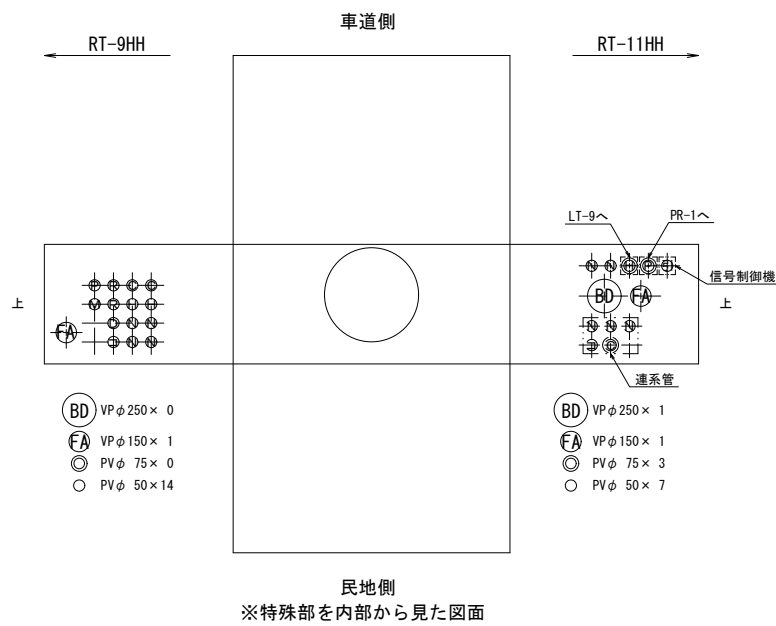 車道側
RT-9HH
RT-11HH
LT-9へ
PR-1へ
信号制御機
上
上
BD
FA
FA
連系管
BD VPφ250× 0
FA VPφ150× 1
PVφ 75× 0
PVφ 50×14
BD VPφ250× 1
FA VPφ150× 1
PVφ 75× 3
PVφ 50× 7
民地側
※特殊部を内部から見た図面